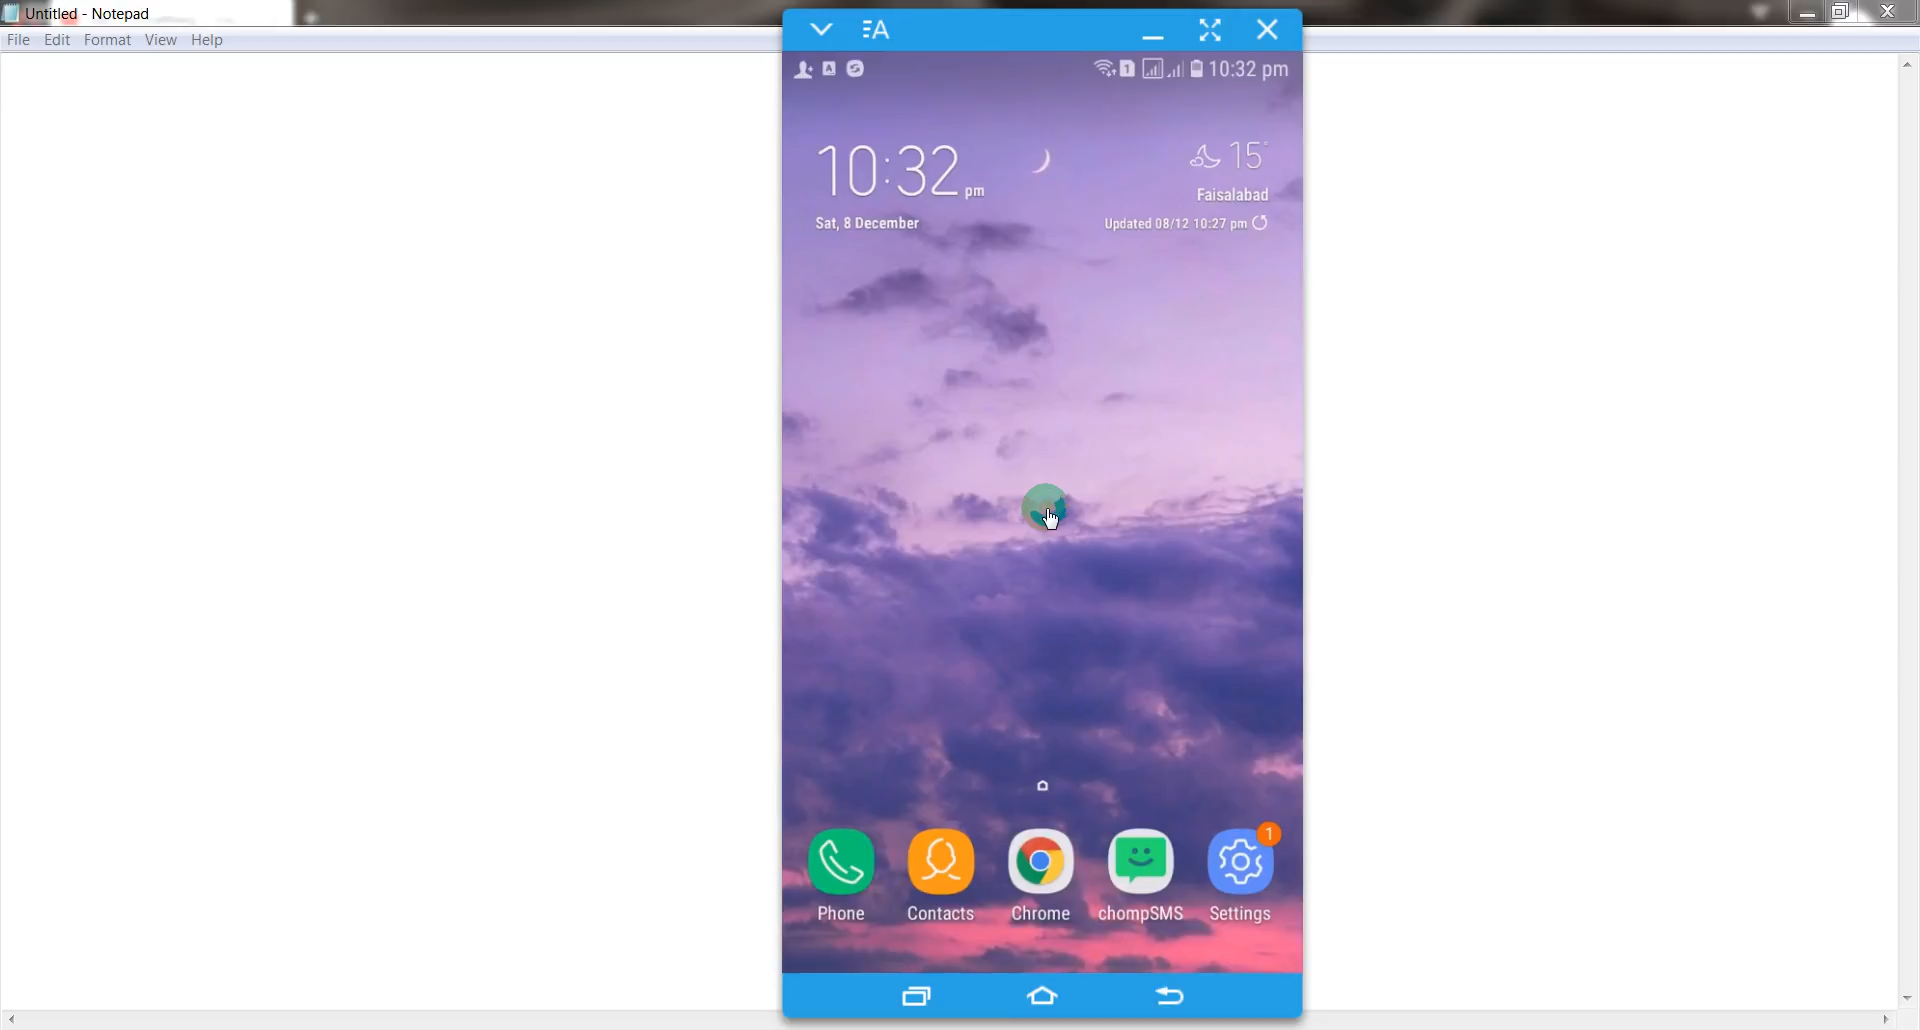 Untitled - Notepad
File Edit Format View Help
A
A 1 10:32 pm
10:32 pm
15°
Faisalabad
Sat, 8 December
Updated 08/12 10:27 pm
1
Phone Contacts Chrome chompSMS Settings